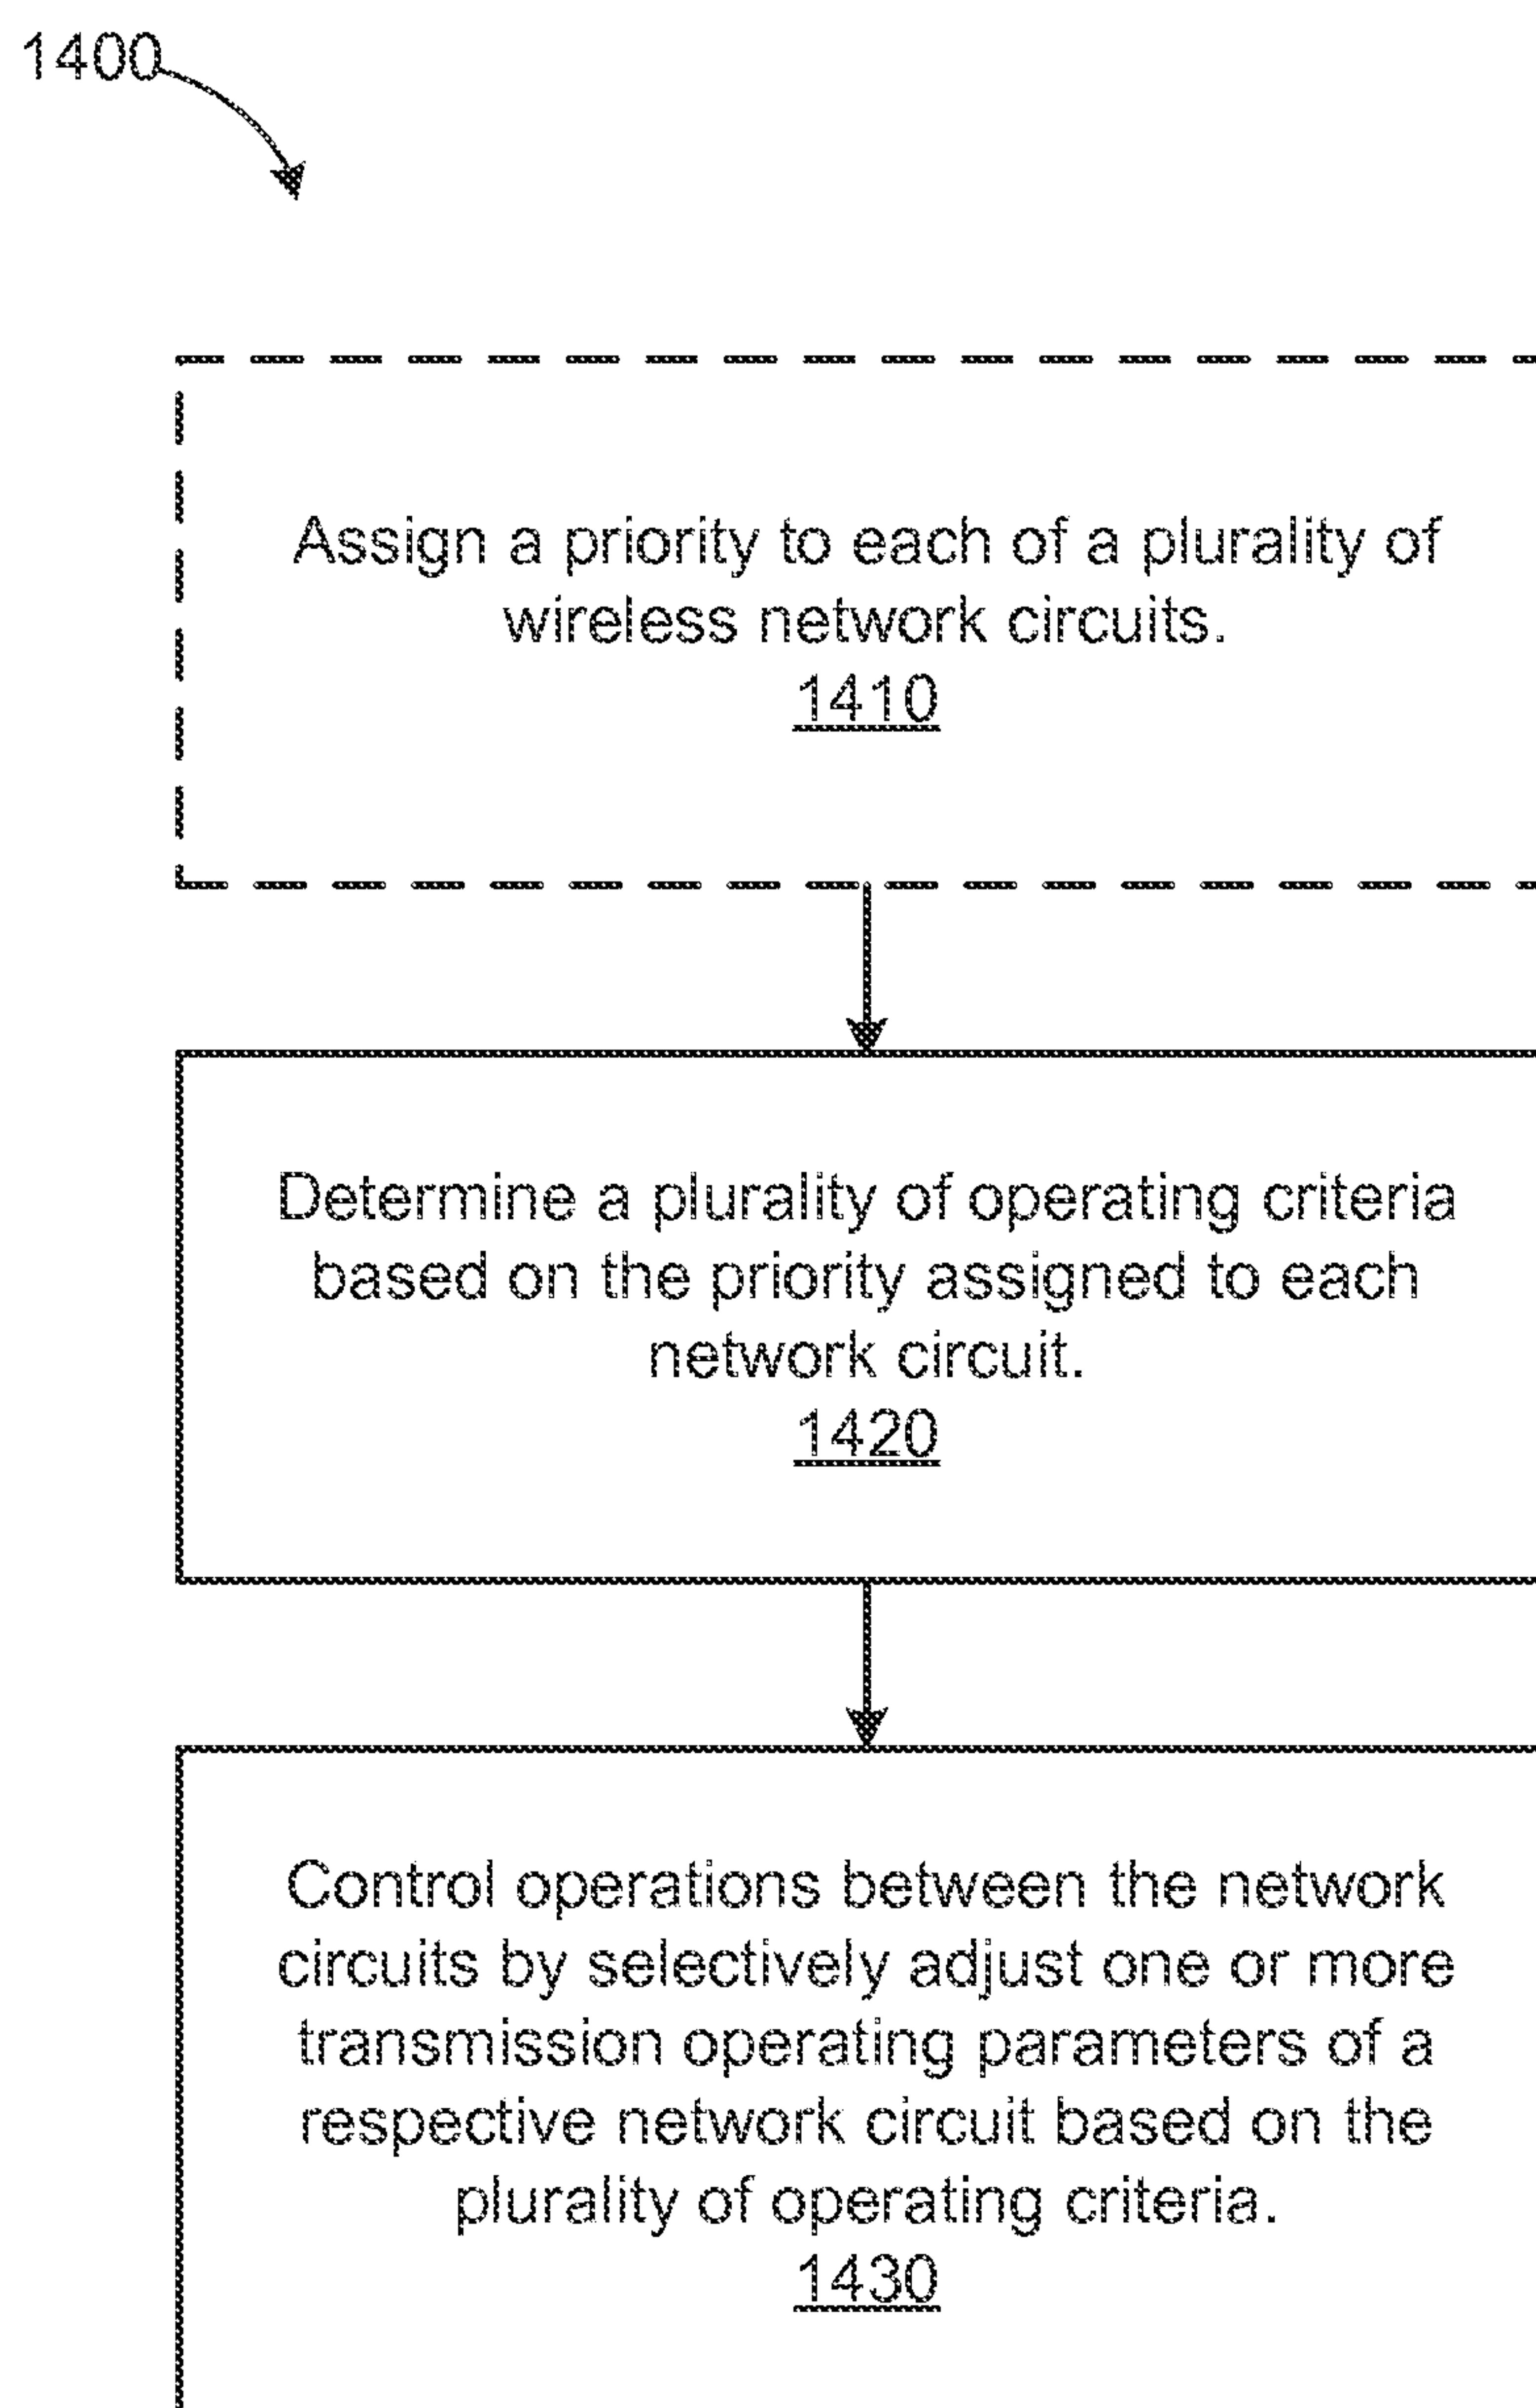 1400
Assign a priority to each of a plurality of
wireless network circuits.
1410
Determine a plurality of operating criteria
based on the priority assigned to each
network circuit.
1420
Control operations between the network
circuits by selectively adjust one or more
transmission operating parameters of a
respective network circuit based on the
plurality of operating criteria.
1430